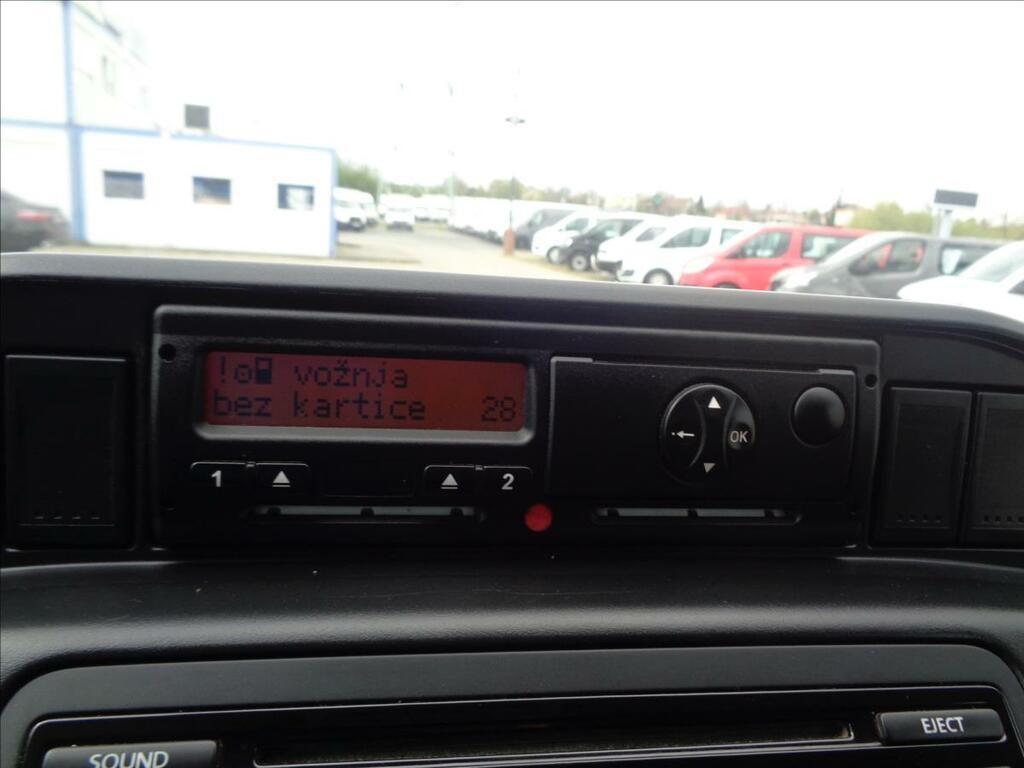 ! vožnja
bez kartice 28
1
2
OK
SOUND
EJECT